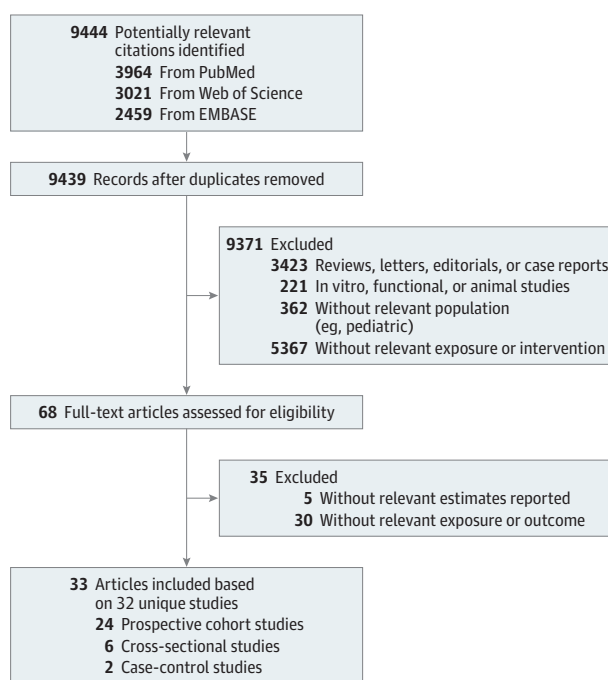 9444 Potentially relevant
citations identified
3964 From PubMed
3021 From Web of Science
2459 From EMBASE
9439 Records after duplicates removed
9371 Excluded
3423 Reviews, letters, editorials, or case reports
221 In vitro, functional, or animal studies
362 Without relevant population
(eg, pediatric)
5367 Without relevant exposure or intervention
68 Full-text articles assessed for eligibility
35 Excluded
5 Without relevant estimates reported
30 Without relevant exposure or outcome
33 Articles included based
on 32 unique studies
24 Prospective cohort studies
6 Cross-sectional studies
2 Case-control studies